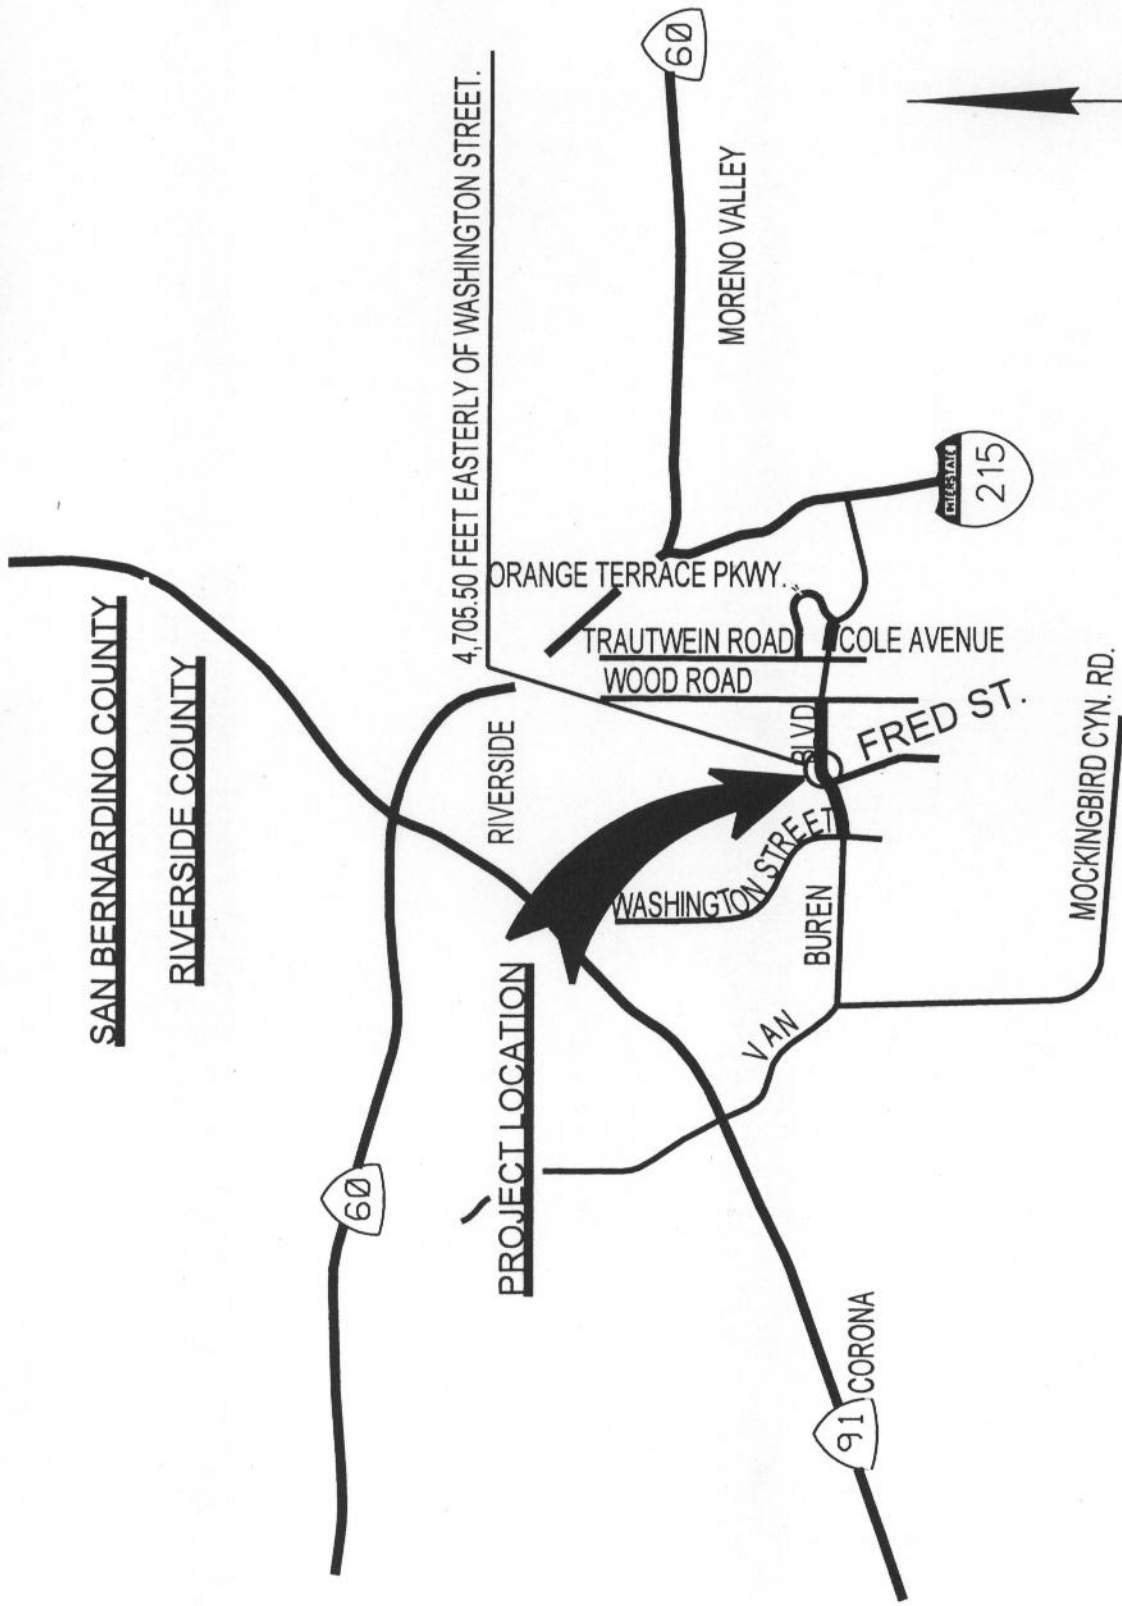 SAN BERNARDINO COUNTY
RIVERSIDE COUNTY
60
PROJECT LOCATION
4,705.50 FEET EASTERLY OF WASHINGTON STREET.
RIVERSIDE
ORANGE TERRACE PKWY.
60
TRAUTWEIN ROAD
WOOD ROAD
MORENO VALLEY
WASHINGTON STREET
VAN
BUREN
BLVD
COLE AVENUE
FRED ST.
INTERSTATE
215
91
CORONA
MOCKINGBIRD CYN. RD.